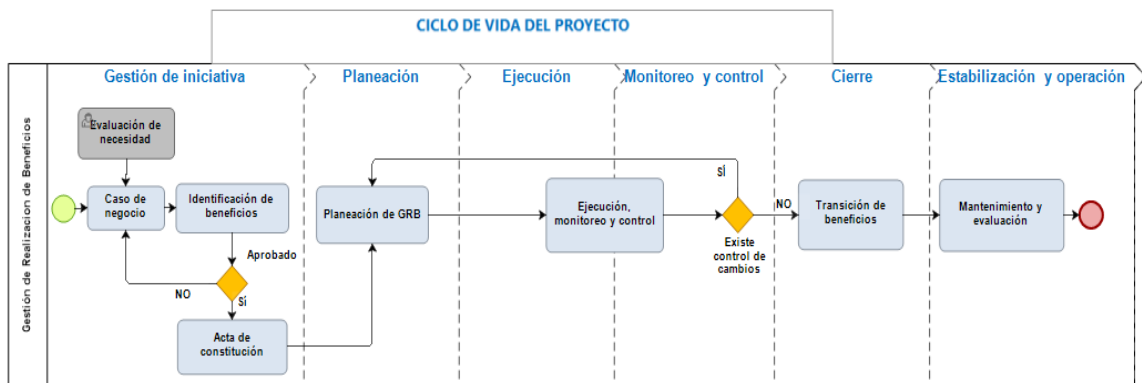 CICLO DE VIDA DEL PROYECTO
Gestión de iniciativa
Planeación
Ejecución
Monitoreo y control
Cierre
Estabilización y operación
Gestión de Realizacion de Beneficios
Evaluación de
necesidad
Caso de
negocio
Identificación de
beneficios
Aprobado
NO
SÍ
Acta de
constitución
Planeación de GRB
Ejecución,
monitoreo y control
SÍ
NO
Existe
control de
cambios
Transición de
beneficios
Mantenimiento y
evaluación